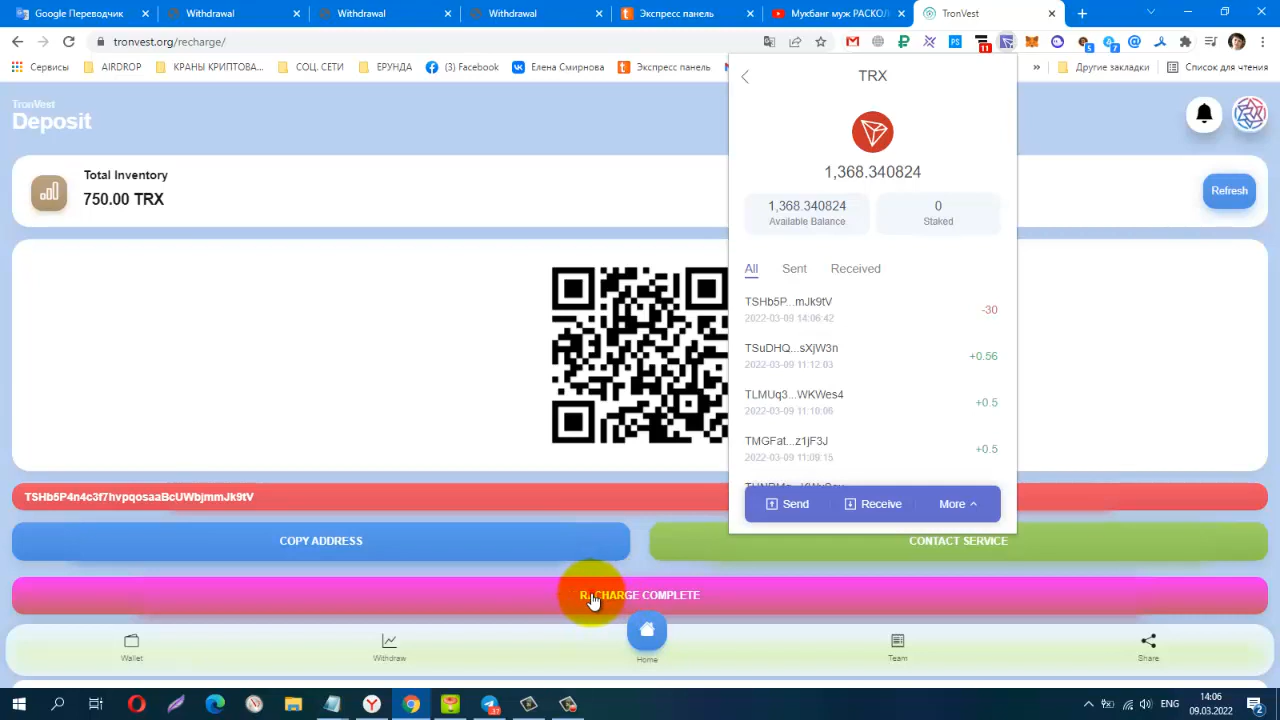 Google Переводчик
Withdrawal
Withdrawal
Withdrawal
Экспресс панель
Мукбанг муж РАСКОЛ
TronVest
tronvest.org/recharge/
11
5
7
Сервисы
AIRDROP
КРАНЫ КРИПТОВА...
СОЦ. СЕТИ
ЕРУНДА
(3) Facebook
Елена Смирнова
Экспресс панель
»
Другие закладки
Список для чтения
TronVest
Deposit
Total Inventory
750.00 TRX
Refresh
TRX
1,368.340824
1,368.340824
Available Balance
0
Staked
All
Sent
Received
TSHb5P...mJk9tV
2022-03-09 14:06:42
-30
TSuDHQ...sXjW3n
2022-03-09 11:12:03
+0.56
TLMUq3...WKWes4
2022-03-09 11:10:06
+0.5
TMGFat...z1jF3J
2022-03-09 11:09:15
+0.5
Send
Receive
More
TSHb5P4n4c3f7hvpqosaaBcUWbjmmJk9tV
COPY ADDRESS
CONTACT SERVICE
RECHARGE COMPLETE
Wallet
Withdraw
Home
Team
Share
37
ENG
14:06
09.03.2022
2